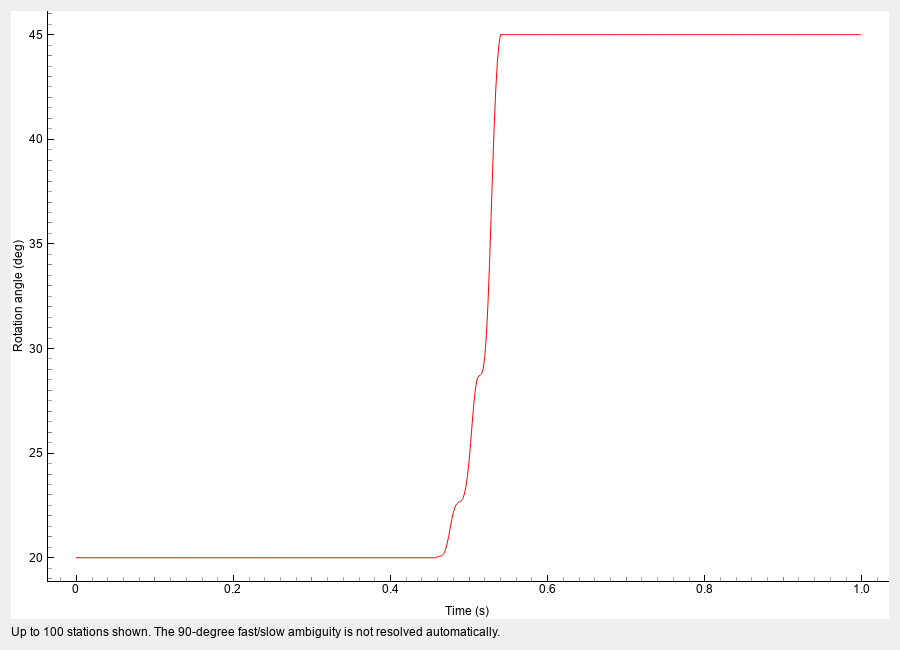 45
40
35
30
25
20
Rotation angle (deg)
0 0.2 0.4 0.6 0.8 1.0
Time (s)
Up to 100 stations shown. The 90-degree fast/slow ambiguity is not resolved automatically.